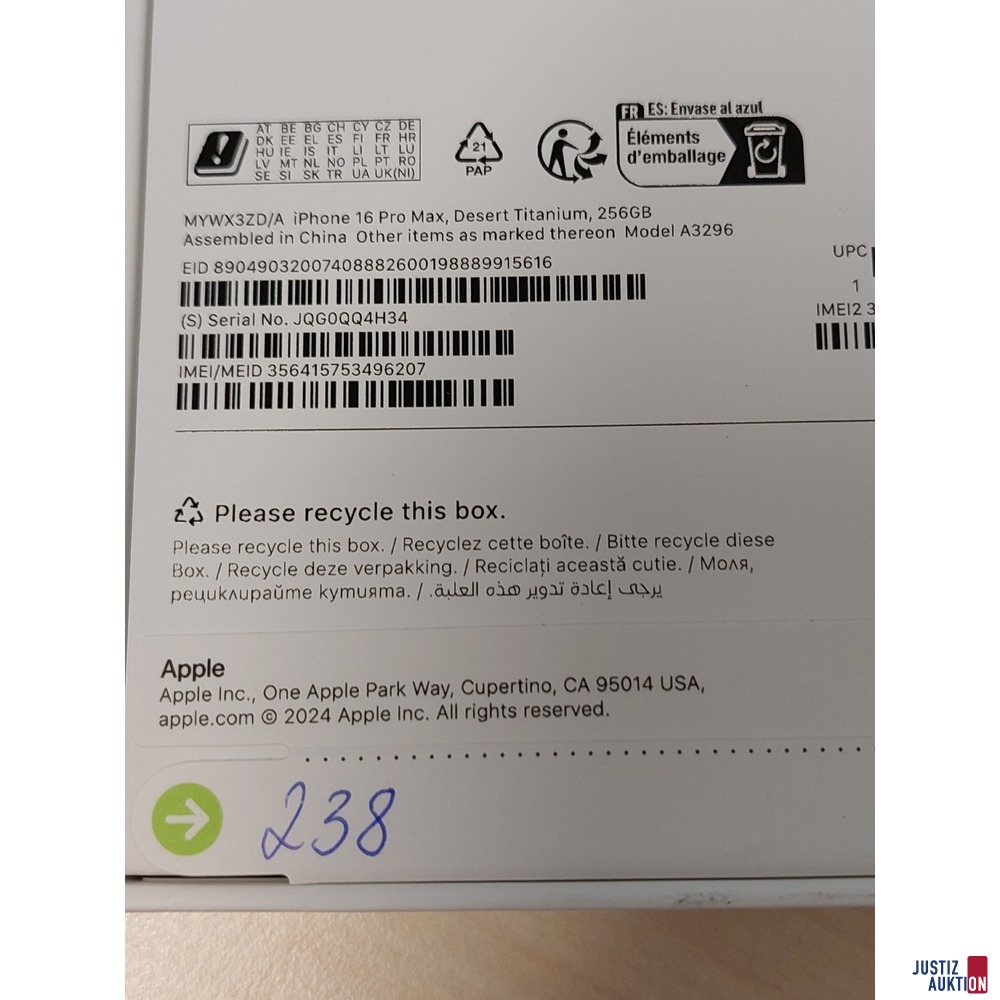 AT BE BG CH CY CZ DE
DK EE EL ES FI FR HR
HU IE IS IT LI LT LU
LV MT NL NO PL PT RO
SE SI SK TR UA UK(NI)
21
PAP
FR ES: Envase al azul
Éléments
d'emballage
MYWX3ZD/A iPhone 16 Pro Max, Desert Titanium, 256GB
Assembled in China Other items as marked thereon Model A3296
EID 89049032007408882600198889915616
UPC
(S) Serial No. JQG0QQ4H34
1
IMEI2 3
IMEI/MEID 356415753496207
Please recycle this box.
Please recycle this box. / Recyclez cette boîte. / Bitte recycle diese
Box. / Recycle deze verpakking. / Reciclați această cutie. / Моля,
рециклирайте кутията. / يرجى إعادة تدوير هذه العلبة.
Apple
Apple Inc., One Apple Park Way, Cupertino, CA 95014 USA,
apple.com © 2024 Apple Inc. All rights reserved.
238
JUSTIZ
AUKTION